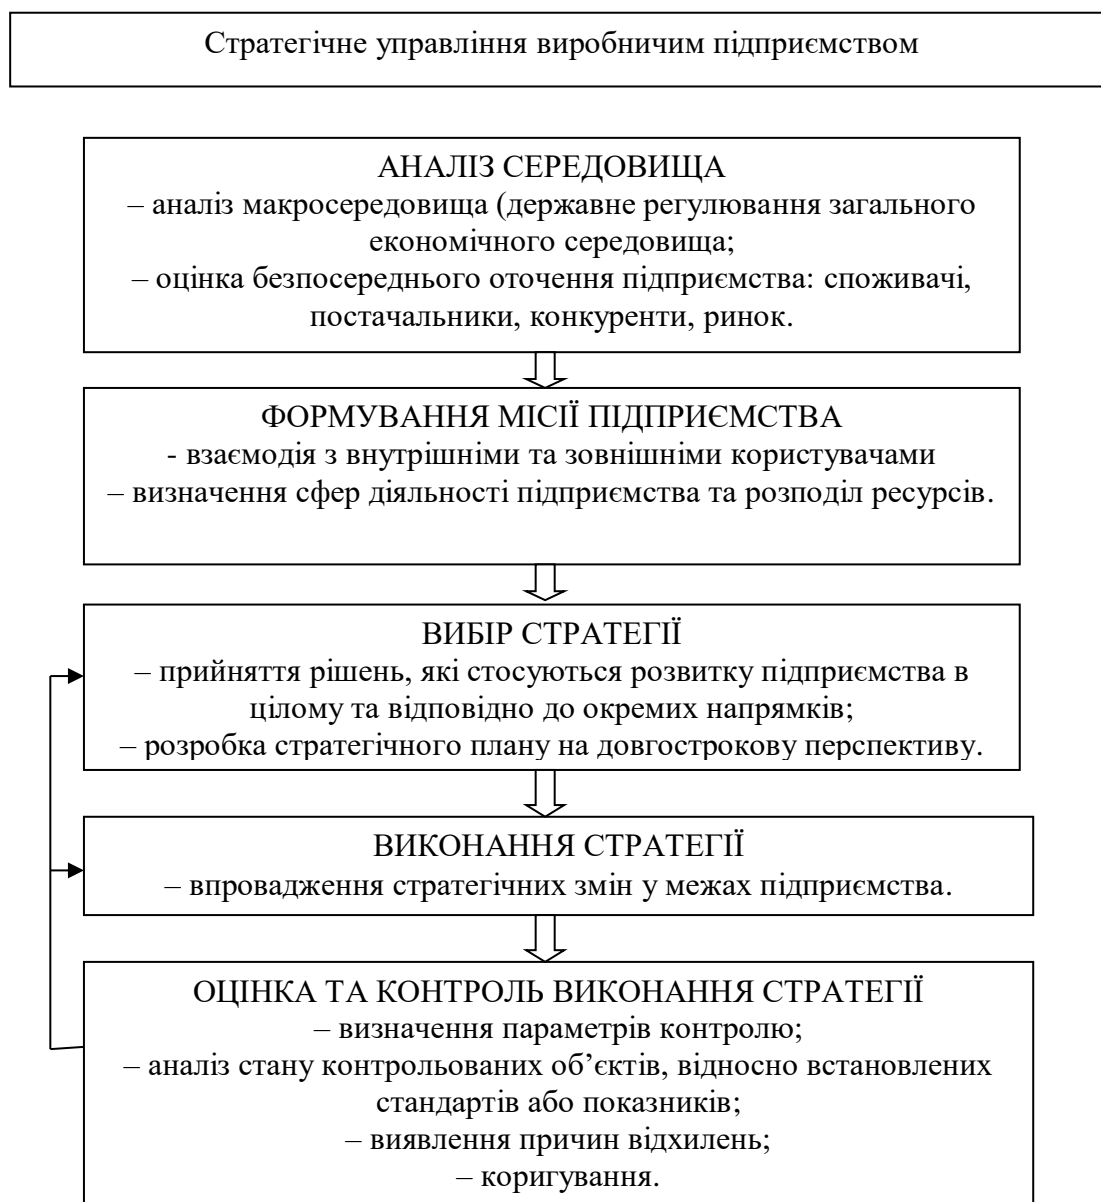 Стратегічне управління виробничим підприємством
АНАЛІЗ СЕРЕДОВИЩА
– аналіз макросередовища (державне регулювання загального
економічного середовища;
– оцінка безпосереднього оточення підприємства: споживачі,
постачальники, конкуренти, ринок.
ФОРМУВАННЯ МІСІЇ ПІДПРИЄМСТВА
- взаємодія з внутрішніми та зовнішніми користувачами
– визначення сфер діяльності підприємства та розподіл ресурсів.
ВИБІР СТРАТЕГІЇ
– прийняття рішень, які стосуються розвитку підприємства в
цілому та відповідно до окремих напрямків;
– розробка стратегічного плану на довгострокову перспективу.
ВИКОНАННЯ СТРАТЕГІЇ
– впровадження стратегічних змін у межах підприємства.
ОЦІНКА ТА КОНТРОЛЬ ВИКОНАННЯ СТРАТЕГІЇ
– визначення параметрів контролю;
– аналіз стану контрольованих об’єктів, відносно встановлених
стандартів або показників;
– виявлення причин відхилень;
– коригування.